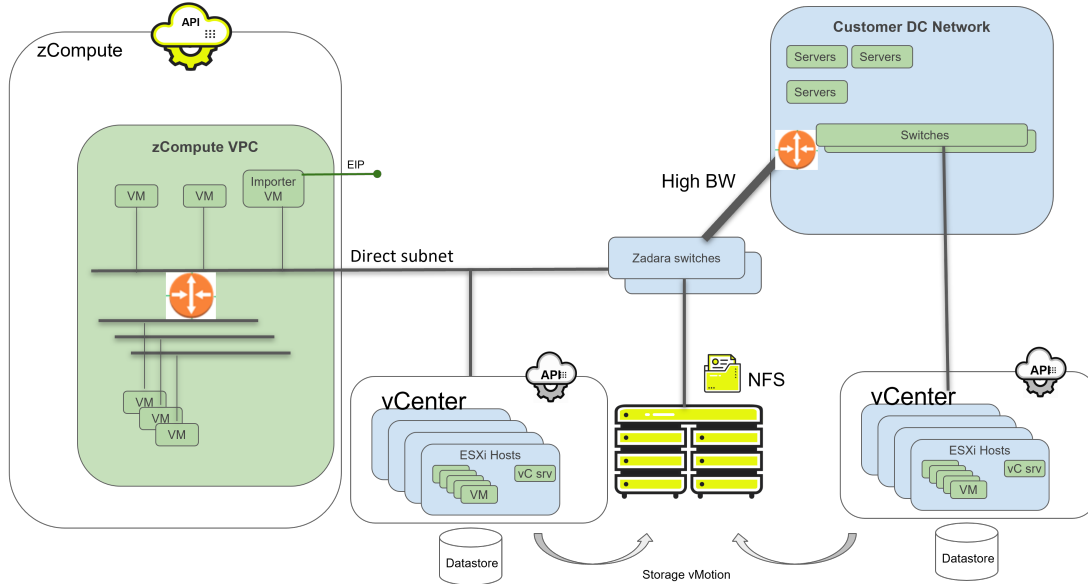 API
zCompute
zCompute VPC
EIP
VM
VM
Importer
VM
Direct subnet
VM
VM
VM
Customer DC Network
Servers
Servers
Servers
Switches
High BW
Zadara switches
API
vCenter
ESXi Hosts
vC srv
VM
Datastore
NFS
Storage vMotion
API
vCenter
ESXi Hosts
vC srv
VM
Datastore